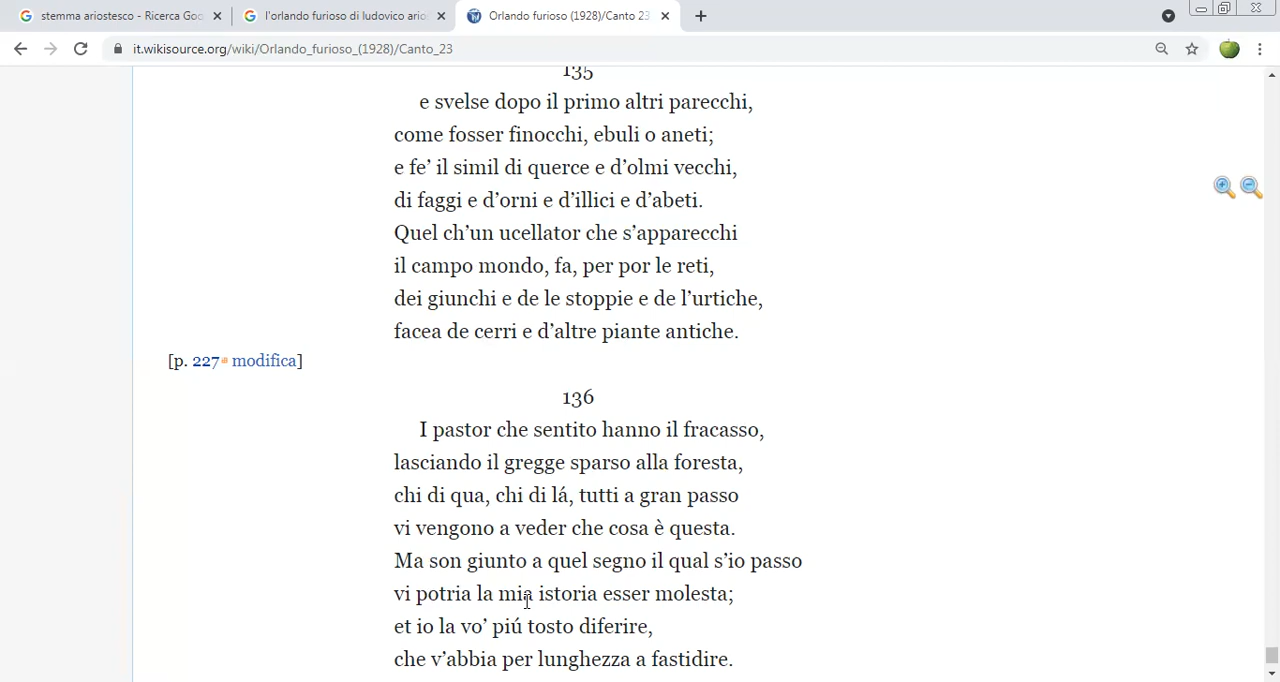 stemma ariostesco - Ricerca Goo
l'orlando furioso di ludovico ario
Orlando furioso (1928)/Canto 23
it.wikisource.org/wiki/Orlando_furioso_(1928)/Canto_23
135
e svelse dopo il primo altri parecchi,
come fosser finocchi, ebuli o aneti;
e fe’ il simil di querce e d’olmi vecchi,
di faggi e d’orni e d’illici e d’abeti.
Quel ch’un ucellator che s’apparecchi
il campo mondo, fa, per por le reti,
dei giunchi e de le stoppie e de l’urtiche,
facea de cerri e d’altre piante antiche.
[p. 227 modifica]
136
I pastor che sentito hanno il fracasso,
lasciando il gregge sparso alla foresta,
chi di qua, chi di lá, tutti a gran passo
vi vengono a veder che cosa è questa.
Ma son giunto a quel segno il qual s’io passo
vi potria la mia istoria esser molesta;
et io la vo’ piú tosto diferire,
che v’abbia per lunghezza a fastidire.